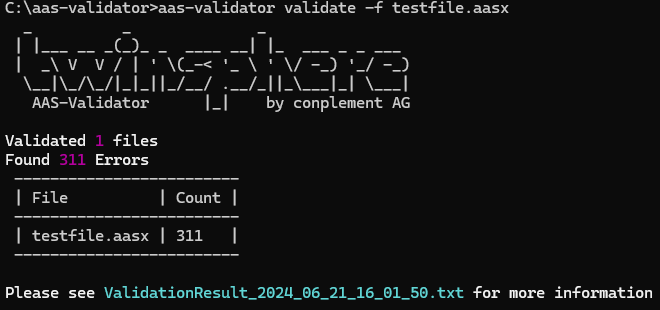 C:\aas-validator>aas-validator validate -f testfile.aasx
twinsphere
AAS-Validator by conplement AG
Validated 1 files
Found 311 Errors
| File | Count |
| testfile.aasx | 311 |
Please see ValidationResult_2024_06_21_16_01_50.txt for more information